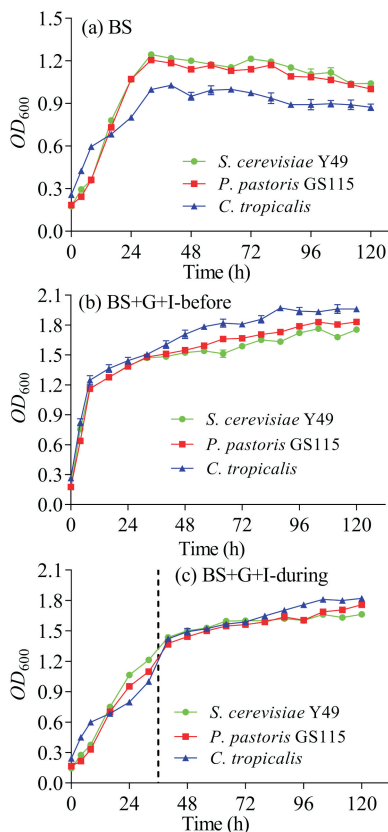 (a) BS
1.5
1.2
0.9
0.6
0.3
0.0
OD600
S. cerevisiae Y49
P. pastoris GS115
C. tropicalis
0 24 48 72 96 120
Time (h)
(b) BS+G+I-before
2.1
1.8
1.5
1.2
0.9
0.6
0.3
0.0
OD600
S. cerevisiae Y49
P. pastoris GS115
C. tropicalis
0 24 48 72 96 120
Time (h)
(c) BS+G+I-during
2.1
1.8
1.5
1.2
0.9
0.6
0.3
0.0
OD600
S. cerevisiae Y49
P. pastoris GS115
C. tropicalis
0 24 48 72 96 120
Time (h)